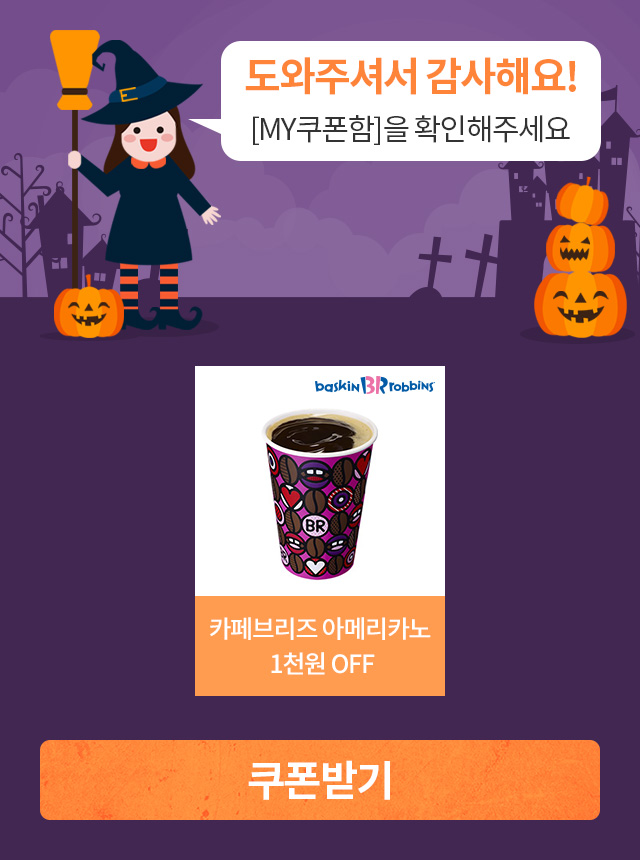 도와주셔서 감사해요!
[MY쿠폰함]을 확인해주세요
baskin BR robbins
BR
카페브리즈 아메리카노
1천원 OFF
쿠폰받기